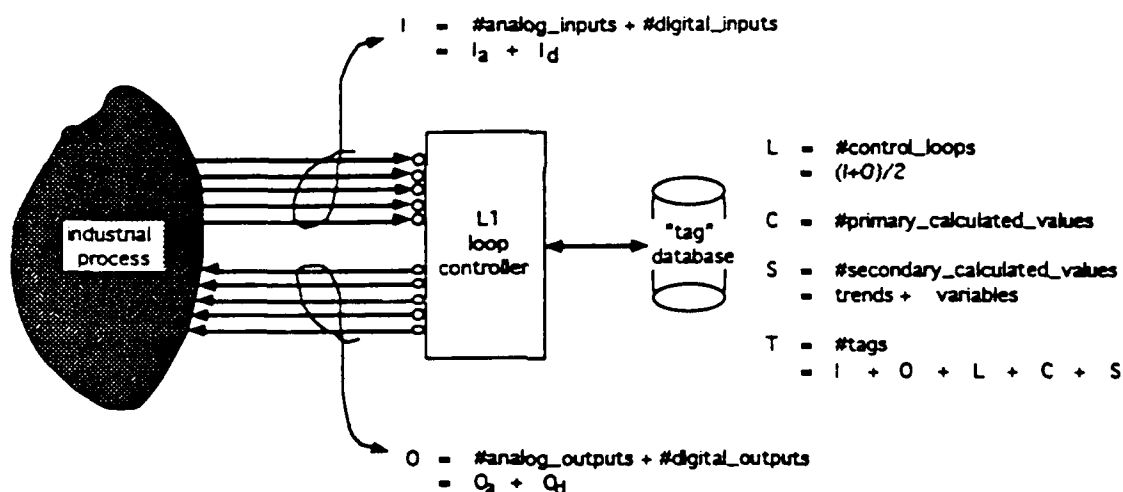 I = #analog_inputs + #digital_inputs
= Ia + Id
industrial
process
L1
loop
controller
"tag"
database
L = #control_loops
= (I+O)/2
C = #primary_calculated_values
S = #secondary_calculated_values
= trends + variables
T = #tags
= I + O + L + C + S
O = #analog_outputs + #digital_outputs
= Oa + Od